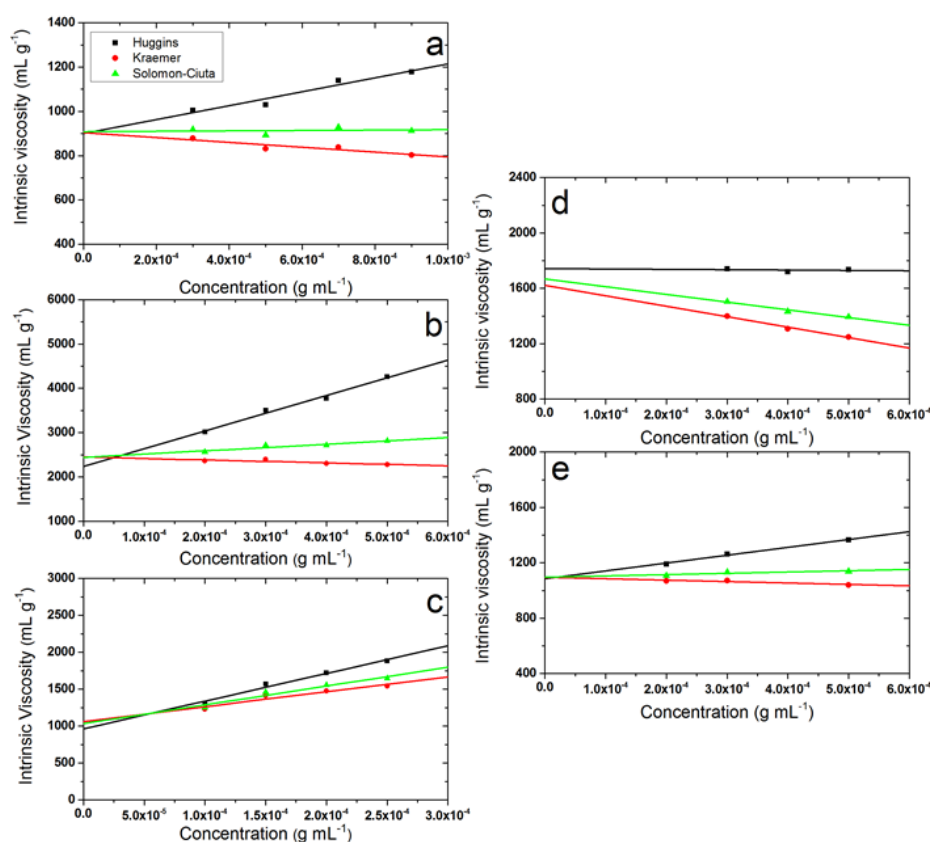 a
Huggins
Kraemer
Solomon-Ciuta
Intrinsic viscosity (mL g⁻¹)
1400
1200
1000
800
600
400
0.0 2.0x10⁻⁴ 4.0x10⁻⁴ 6.0x10⁻⁴ 8.0x10⁻⁴ 1.0x10⁻³
Concentration (g mL⁻¹)
b
Intrinsic Viscosity (mL g⁻¹)
6000
5000
4000
3000
2000
1000
0.0 1.0x10⁻⁴ 2.0x10⁻⁴ 3.0x10⁻⁴ 4.0x10⁻⁴ 5.0x10⁻⁴ 6.0x10⁻⁴
Concentration (g mL⁻¹)
c
Intrinsic Viscosity (mL g⁻¹)
3000
2500
2000
1500
1000
500
0
0.0 5.0x10⁻⁵ 1.0x10⁻⁴ 1.5x10⁻⁴ 2.0x10⁻⁴ 2.5x10⁻⁴ 3.0x10⁻⁴
Concentration (g mL⁻¹)
d
Intrinsic viscosity (mL g⁻¹)
2400
2000
1600
1200
800
0.0 1.0x10⁻⁴ 2.0x10⁻⁴ 3.0x10⁻⁴ 4.0x10⁻⁴ 5.0x10⁻⁴ 6.0x10⁻⁴
Concentration (g mL⁻¹)
e
Intrinsic viscosity (mL g⁻¹)
2000
1600
1200
800
400
0.0 1.0x10⁻⁴ 2.0x10⁻⁴ 3.0x10⁻⁴ 4.0x10⁻⁴ 5.0x10⁻⁴ 6.0x10⁻⁴
Concentration (g mL⁻¹)